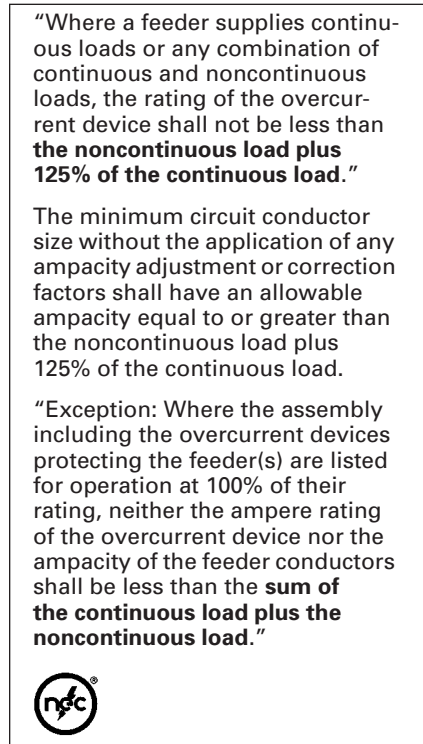 “Where a feeder supplies continu-
ous loads or any combination of
continuous and noncontinuous
loads, the rating of the overcur-
rent device shall not be less than
the noncontinuous load plus
125% of the continuous load.”
The minimum circuit conductor
size without the application of any
ampacity adjustment or correction
factors shall have an allowable
ampacity equal to or greater than
the noncontinuous load plus
125% of the continuous load.
“Exception: Where the assembly
including the overcurrent devices
protecting the feeder(s) are listed
for operation at 100% of their
rating, neither the ampere rating
of the overcurrent device nor the
ampacity of the feeder conductors
shall be less than the sum of
the continuous load plus the
noncontinuous load.”
nec®